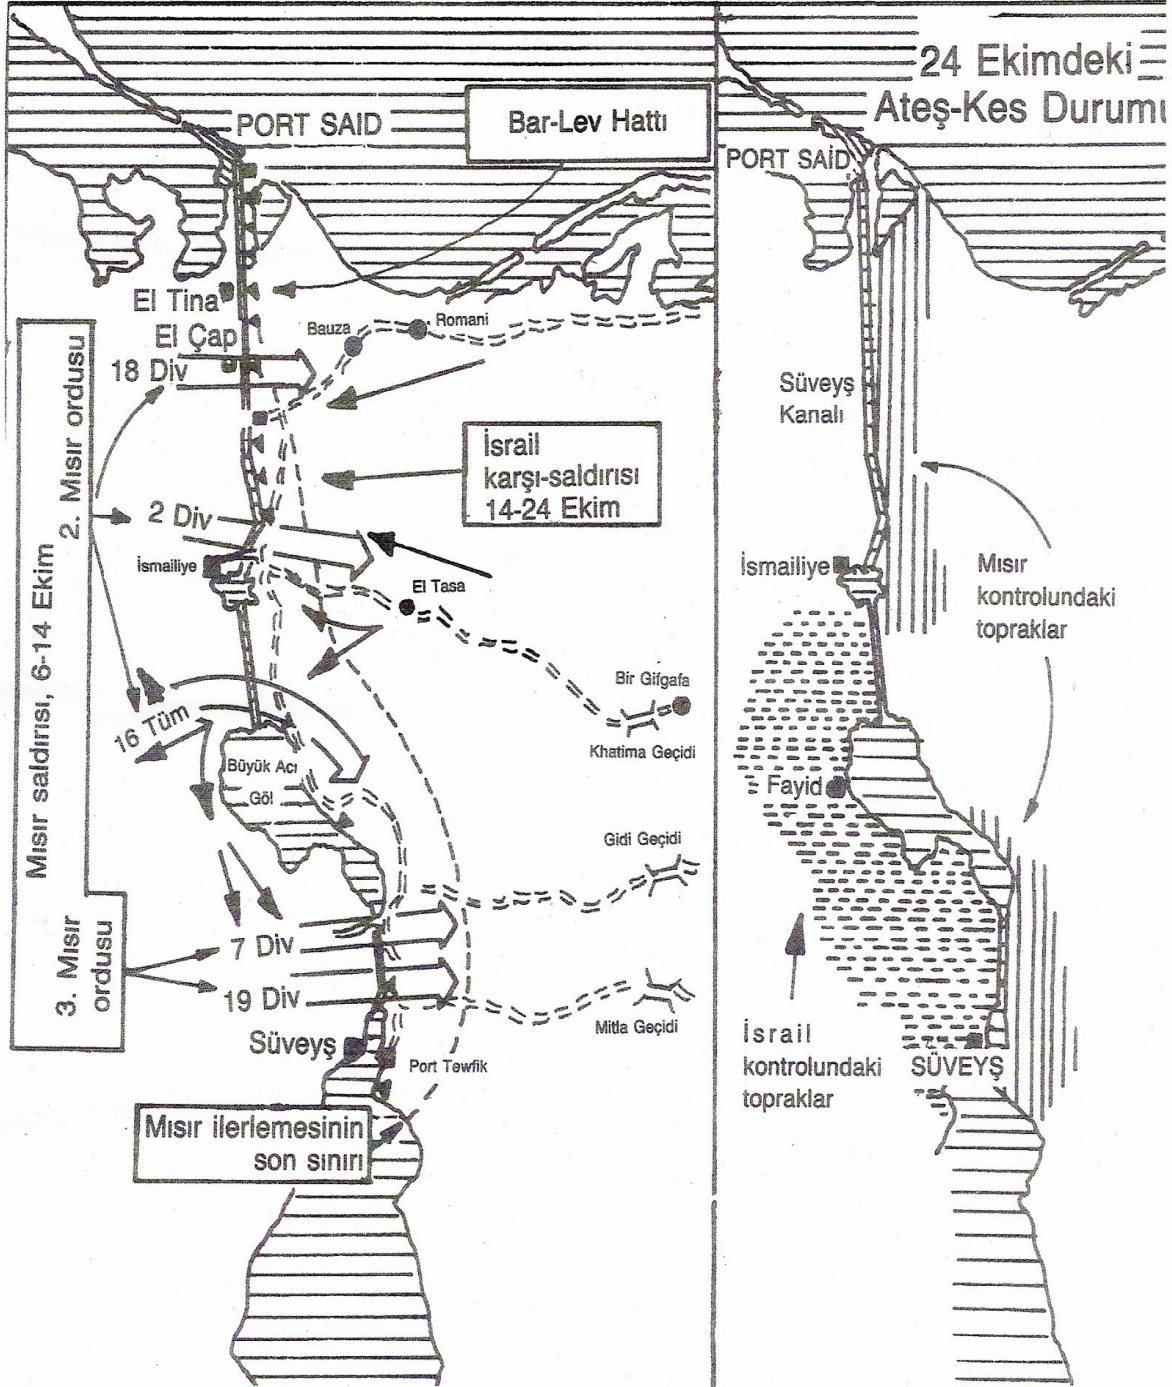 PORT SAID
Bar-Lev Hattı
El Tina
El Çap
18 Div
Bauza
Romani
İsrail
karşı-saldırısı
14-24 Ekim
2 Div
İsmailiye
El Tasa
16 Tüm
Büyük Acı
Göl
Bir Gifgafa
Khatima Geçidi
Gidi Geçidi
7 Div
19 Div
Mitla Geçidi
Süveyş
Port Tewfik
Mısır ilerlemesinin
son sınırı
Mısır saldırısı, 6-14 Ekim
2. Mısır ordusu
3. Mısır
ordusu
24 Ekimdeki
Ateş-Kes Durumı
PORT SAİD
Süveyş
Kanalı
İsmailiye
Mısır
kontrolundaki
topraklar
Fayid
İsrail
kontrolundaki
topraklar
SÜVEYŞ